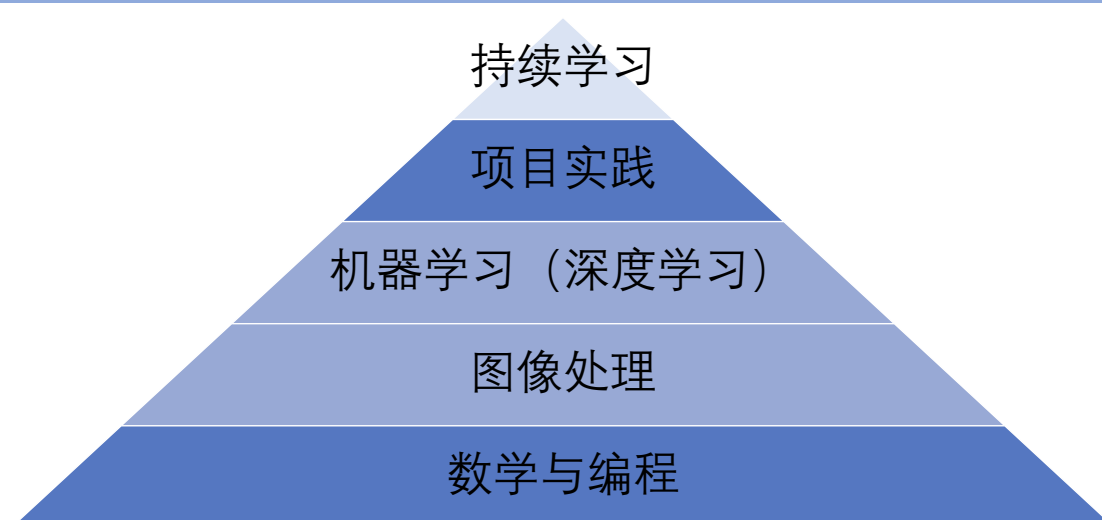 持续学习
项目实践
机器学习（深度学习）
图像处理
数学与编程